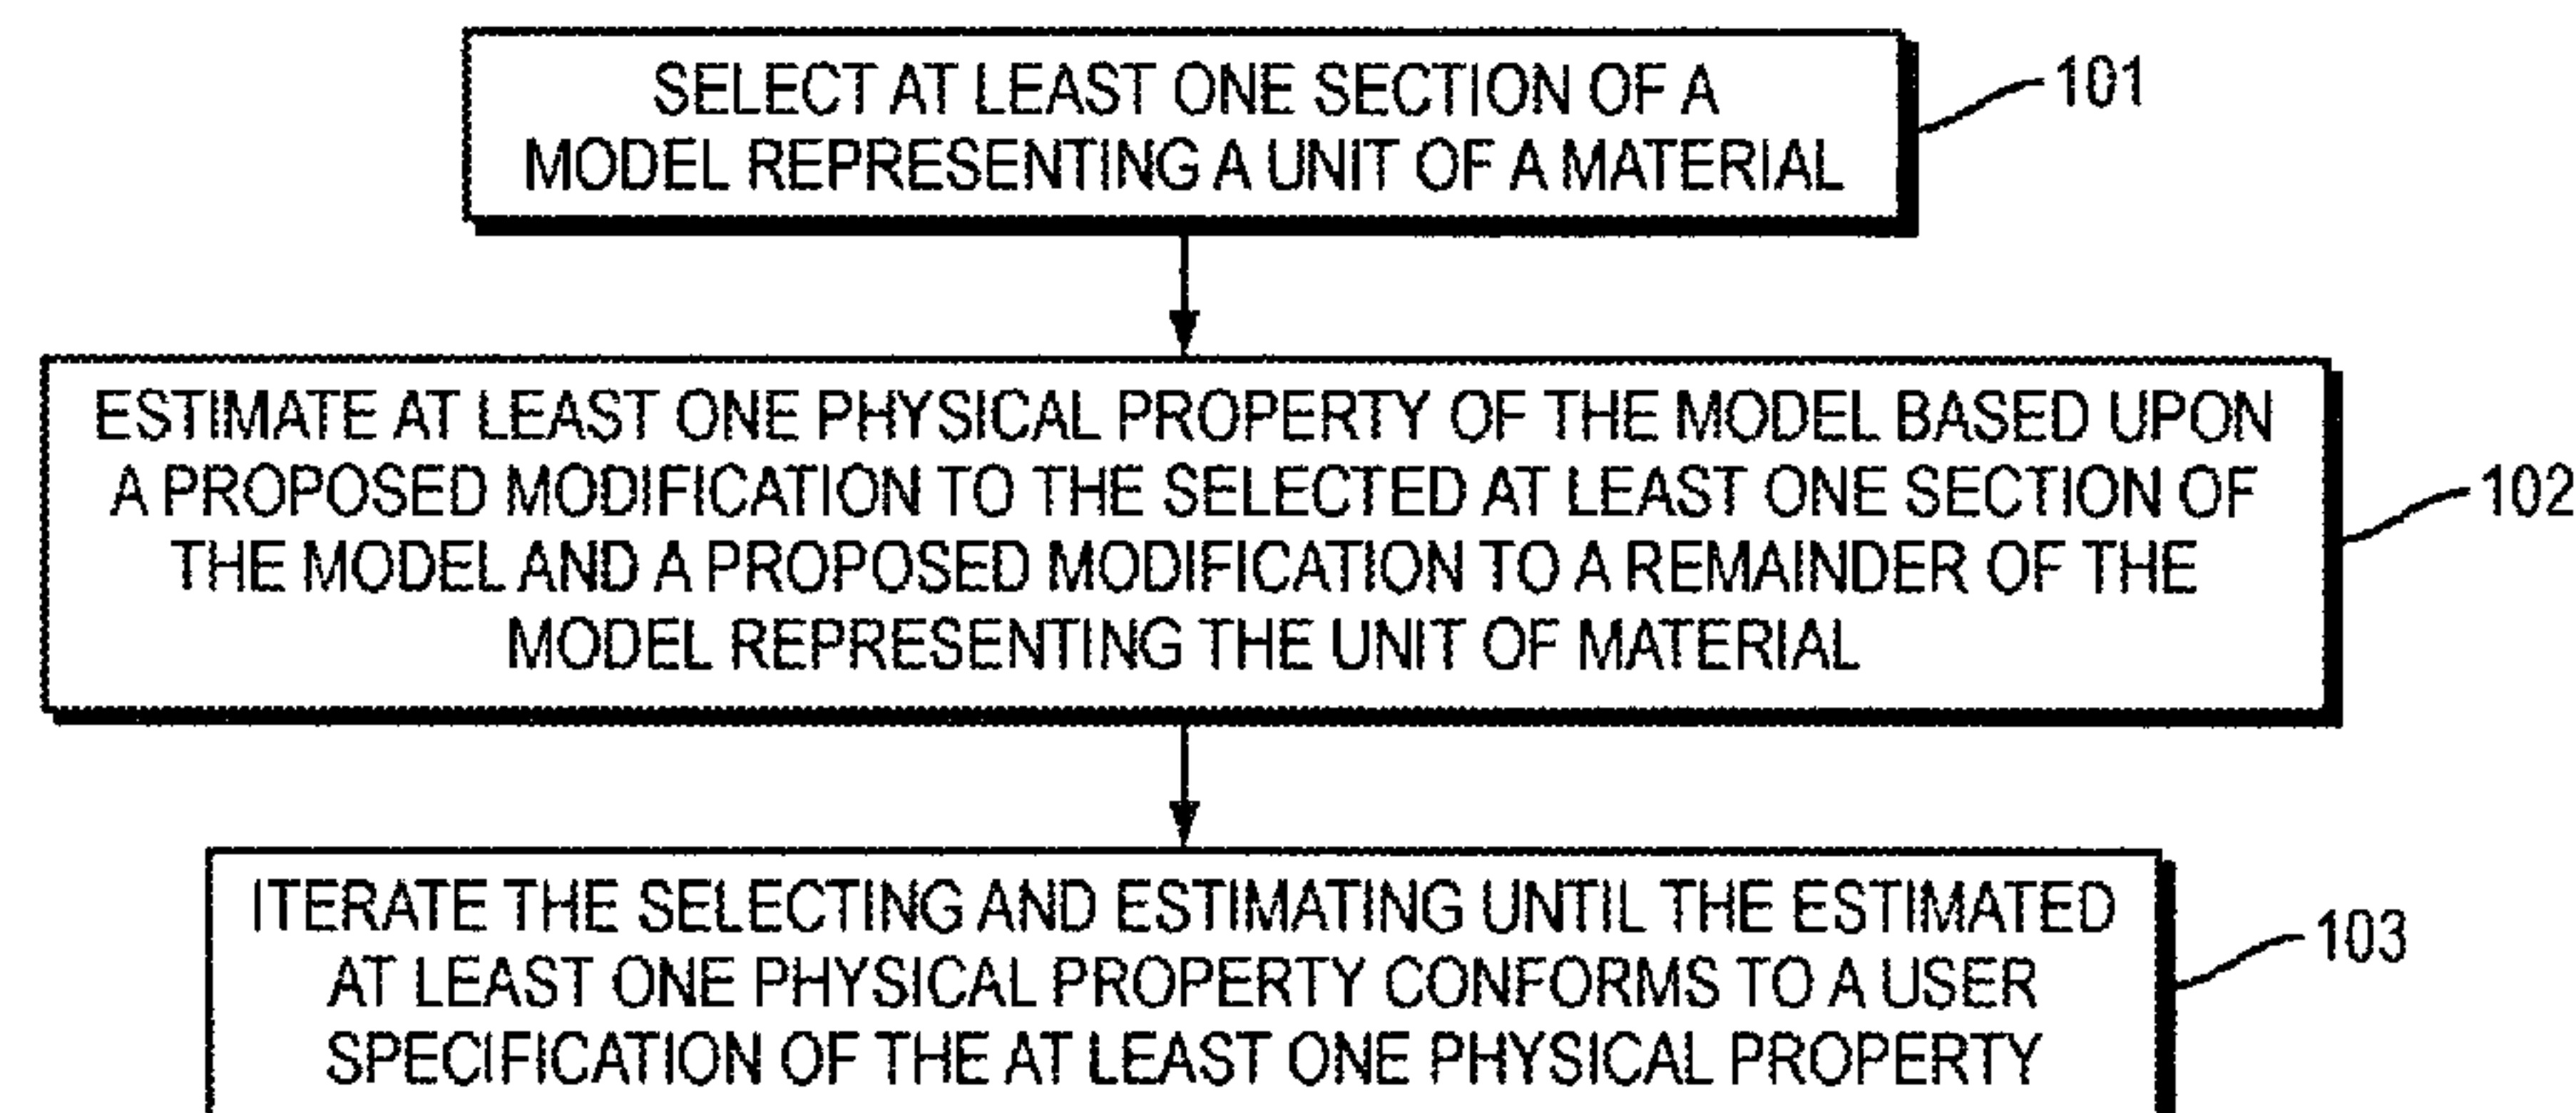 SELECT AT LEAST ONE SECTION OF A
MODEL REPRESENTING A UNIT OF A MATERIAL
101
ESTIMATE AT LEAST ONE PHYSICAL PROPERTY OF THE MODEL BASED UPON
A PROPOSED MODIFICATION TO THE SELECTED AT LEAST ONE SECTION OF
THE MODEL AND A PROPOSED MODIFICATION TO A REMAINDER OF THE
MODEL REPRESENTING THE UNIT OF MATERIAL
102
ITERATE THE SELECTING AND ESTIMATING UNTIL THE ESTIMATED
AT LEAST ONE PHYSICAL PROPERTY CONFORMS TO A USER
SPECIFICATION OF THE AT LEAST ONE PHYSICAL PROPERTY
103